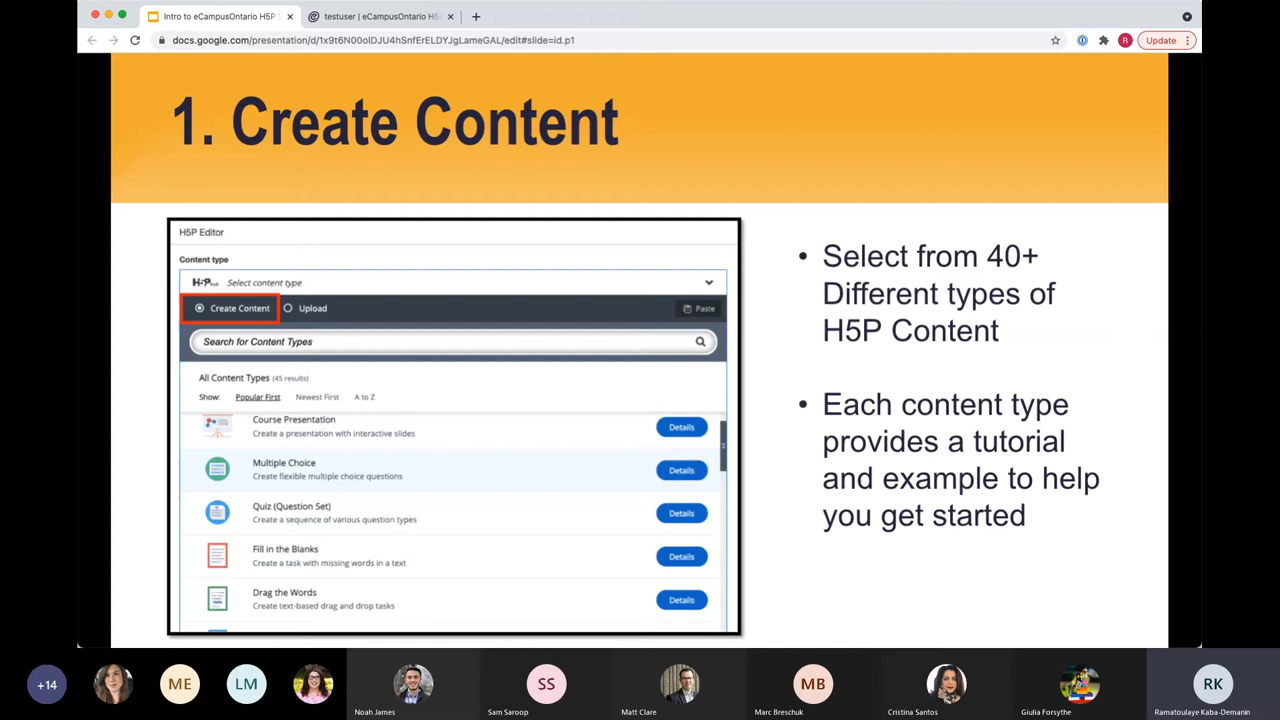 Intro to eCampusOntario H5P
testuser | eCampusOntario H5
docs.google.com/presentation/d/1x9t6N00olDJU4hSnfErELDYJgLameGAL/edit#slide=id.p1
R
Update
1. Create Content
H5P Editor
Content type
H5P hub Select content type
Create Content
Upload
Paste
Search for Content Types
All Content Types (45 results)
Show: Popular First Newest First A to Z
Course Presentation
Create a presentation with interactive slides
Details
Multiple Choice
Create flexible multiple choice questions
Details
Quiz (Question Set)
Create a sequence of various question types
Details
Fill in the Blanks
Create a task with missing words in a text
Details
Drag the Words
Create text-based drag and drop tasks
Details
• Select from 40+
Different types of
H5P Content
• Each content type
provides a tutorial
and example to help
you get started
+14
ME
LM
Noah James
SS
Sam Saroop
Matt Clare
MB
Marc Breschuk
Cristina Santos
Giulia Forsythe
RK
Ramatoulaye Kaba-Demanin